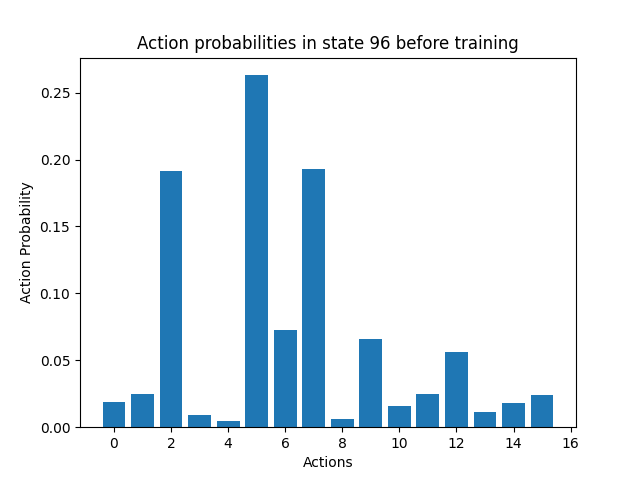 Action probabilities in state 96 before training
0.25
0.20
0.15
0.10
0.05
0.00
Action Probability
0 2 4 6 8 10 12 14 16
Actions